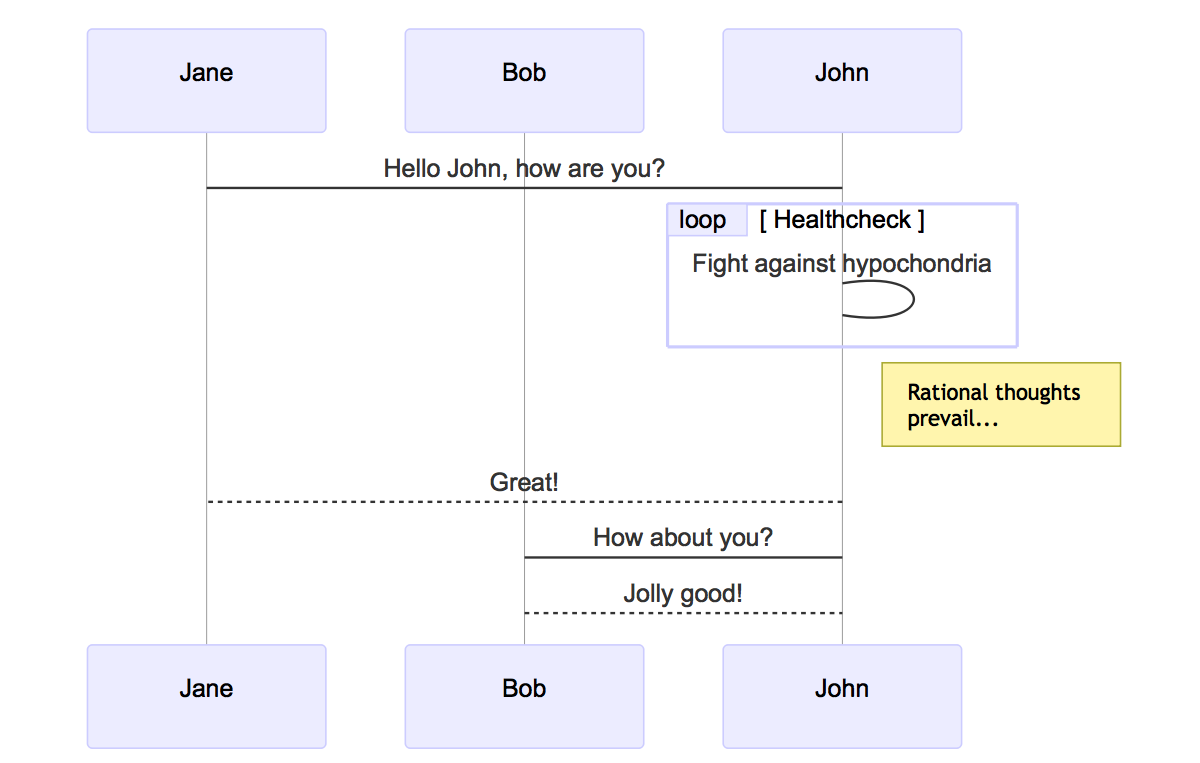 Jane
Bob
John
Hello John, how are you?
loop [ Healthcheck ]
Fight against hypochondria
Rational thoughts
prevail...
Great!
How about you?
Jolly good!
Jane
Bob
John